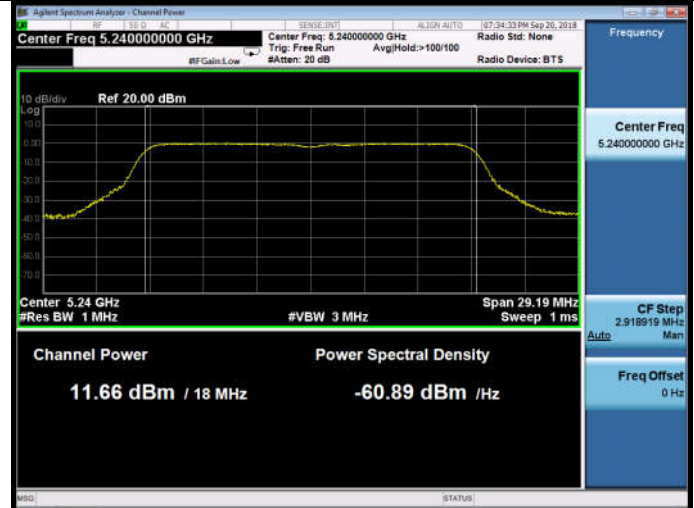 Agilent Spectrum Analyzer - Channel Power
RF 50 Ω AC SENSE:INT ALIGN AUTO 07:34:33 PM Sep 20, 2018
Center Freq 5.240000000 GHz
Center Freq: 5.240000000 GHz
Radio Std: None
Trig: Free Run Avg|Hold:>100/100
#IFGain:Low #Atten: 20 dB
Radio Device: BTS
Frequency
10 dB/div Ref 20.00 dBm
Log
10.0
0.00
-10.0
-20.0
-30.0
-40.0
-50.0
-60.0
-70.0
Center Freq
5.240000000 GHz
Center 5.24 GHz Span 29.19 MHz
#Res BW 1 MHz #VBW 3 MHz Sweep 1 ms
CF Step
2.918919 MHz
Auto Man
Channel Power Power Spectral Density
11.66 dBm / 18 MHz -60.89 dBm /Hz
Freq Offset
0 Hz
MSG STATUS